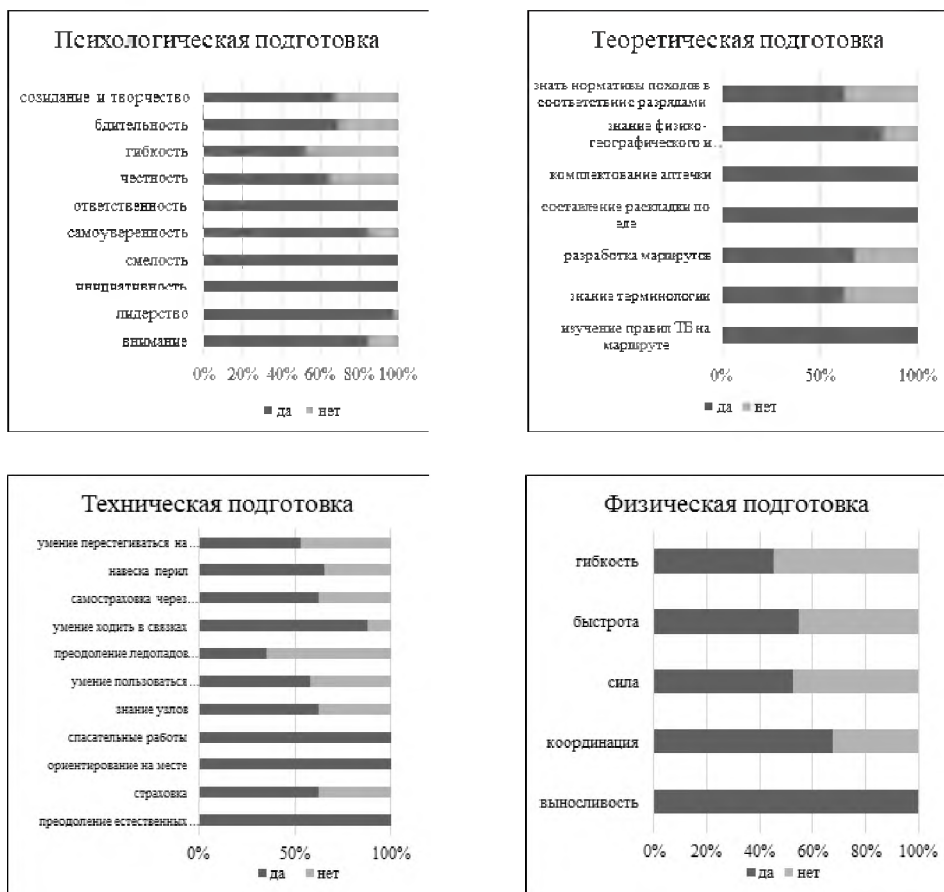 Психологическая подготовка
созидание и творчество
бдительность
гибкость
честность
ответственность
самоуверенность
смелость
инициативность
лидерство
внимание
0% 20% 40% 60% 80% 100%
да нет
Теоретическая подготовка
знать нормативы походов в
соответствие разрядами
знание физико-
географического и ...
комплектование аптечки
составление раскладки по
еде
разработка маршрутов
знание терминологии
изучение правил ТБ на
маршруте
0% 50% 100%
да нет
Техническая подготовка
умение перестегиваться на ...
навеска перил
самостраховка через ...
умение ходить в связках
преодоление ледопадов ...
умение пользоваться ...
знание узлов
спасательные работы
ориентирование на месте
страховка
преодоление естественных ...
0% 50% 100%
да нет
Физическая подготовка
гибкость
быстрота
сила
координация
выносливость
0% 20% 40% 60% 80% 100%
да нет